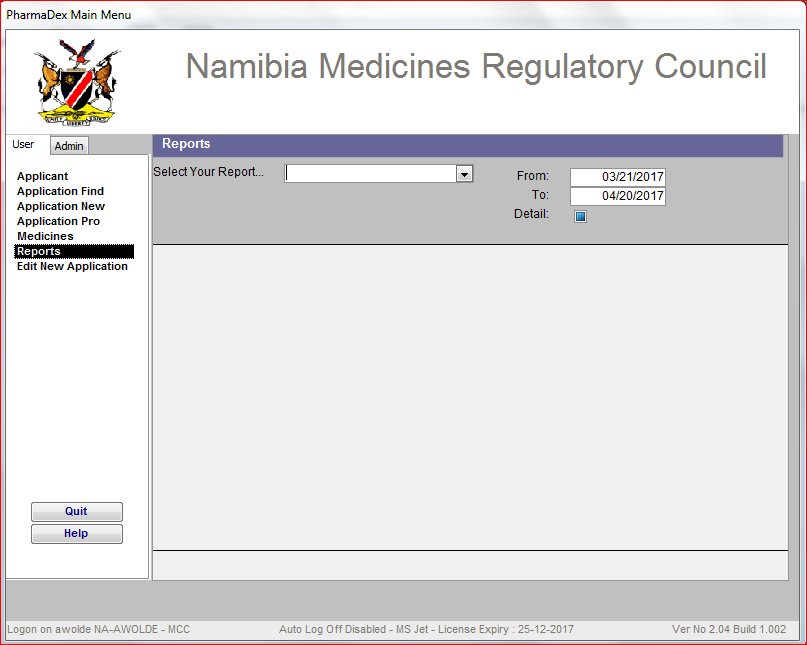 PharmaDex Main Menu
Namibia Medicines Regulatory Council
User
Admin
Reports
Select Your Report...
From:
03/21/2017
To:
04/20/2017
Detail:
Applicant
Application Find
Application New
Application Pro
Medicines
Reports
Edit New Application
Quit
Help
Logon on awolde NA-AWOLDE - MCC
Auto Log Off Disabled - MS Jet - License Expiry : 25-12-2017
Ver No 2.04 Build 1.002